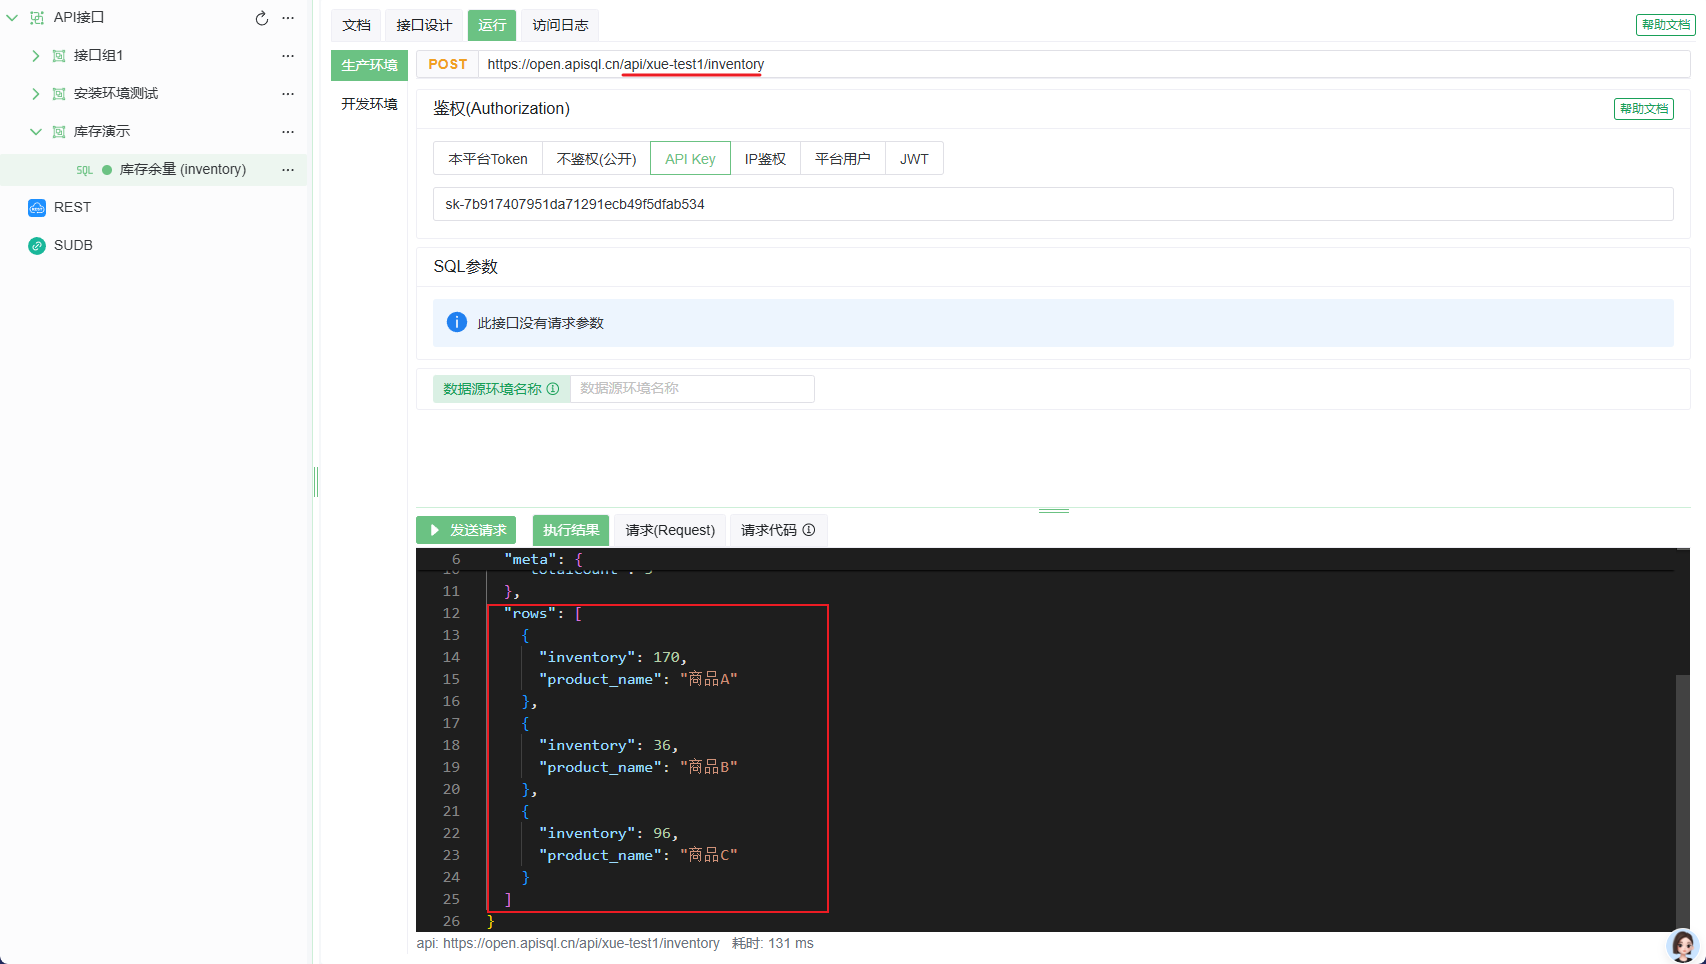 API接口
接口组1
安装环境测试
库存演示
SQL 库存余量 (inventory)
REST
SUDB
文档 接口设计 运行 访问日志
帮助文档
生产环境
开发环境
POST https://open.apisql.cn/api/xue-test1/inventory
鉴权(Authorization)
帮助文档
本平台Token 不鉴权(公开) API Key IP鉴权 平台用户 JWT
sk-7b917407951da71291ecb49f5dfab534
SQL参数
此接口没有请求参数
数据源环境名称 数据源环境名称
发送请求 执行结果 请求(Request) 请求代码
6 "meta": {
11 },
12 "rows": [
13 {
14 "inventory": 170,
15 "product_name": "商品A"
16 },
17 {
18 "inventory": 36,
19 "product_name": "商品B"
20 },
21 {
22 "inventory": 96,
23 "product_name": "商品C"
24 }
25 ]
26 }
api: https://open.apisql.cn/api/xue-test1/inventory 耗时: 131 ms